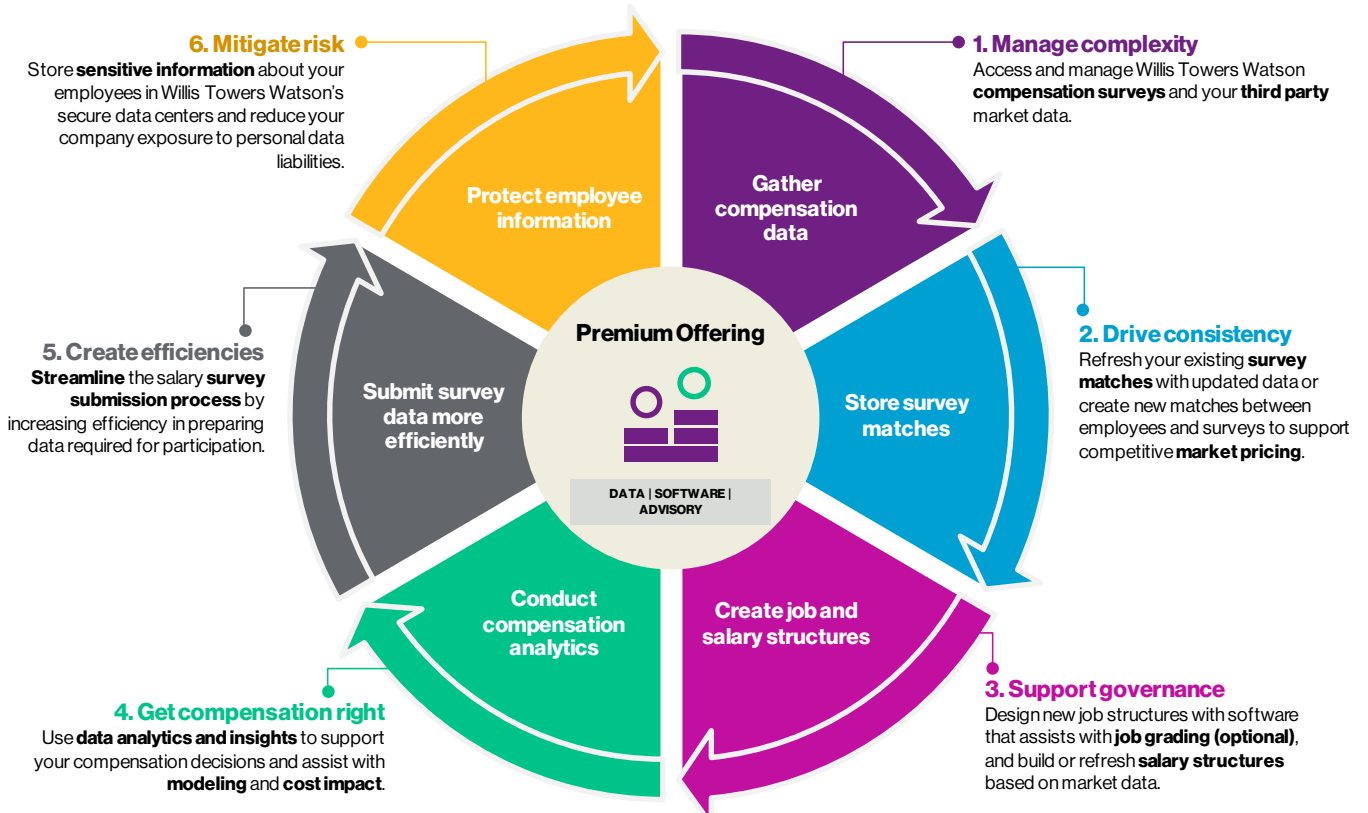 Premium Offering
DATA | SOFTWARE |
ADVISORY
1. Manage complexity
Access and manage Willis Towers Watson
compensation surveys and your third party
market data.
Gather
compensation
data
2. Drive consistency
Refresh your existing survey
matches with updated data or
create new matches between
employees and surveys to support
competitive market pricing.
Store survey
matches
3. Support governance
Design new job structures with software
that assists with job grading (optional),
and build or refresh salary structures
based on market data.
Create job and
salary structures
4. Get compensation right
Use data analytics and insights to support
your compensation decisions and assist with
modeling and cost impact.
Conduct
compensation
analytics
5. Create efficiencies
Streamline the salary survey
submission process by
increasing efficiency in preparing
data required for participation.
Submit survey
data more
efficiently
6. Mitigate risk
Store sensitive information about your
employees in Willis Towers Watson's
secure data centers and reduce your
company exposure to personal data
liabilities.
Protect employee
information